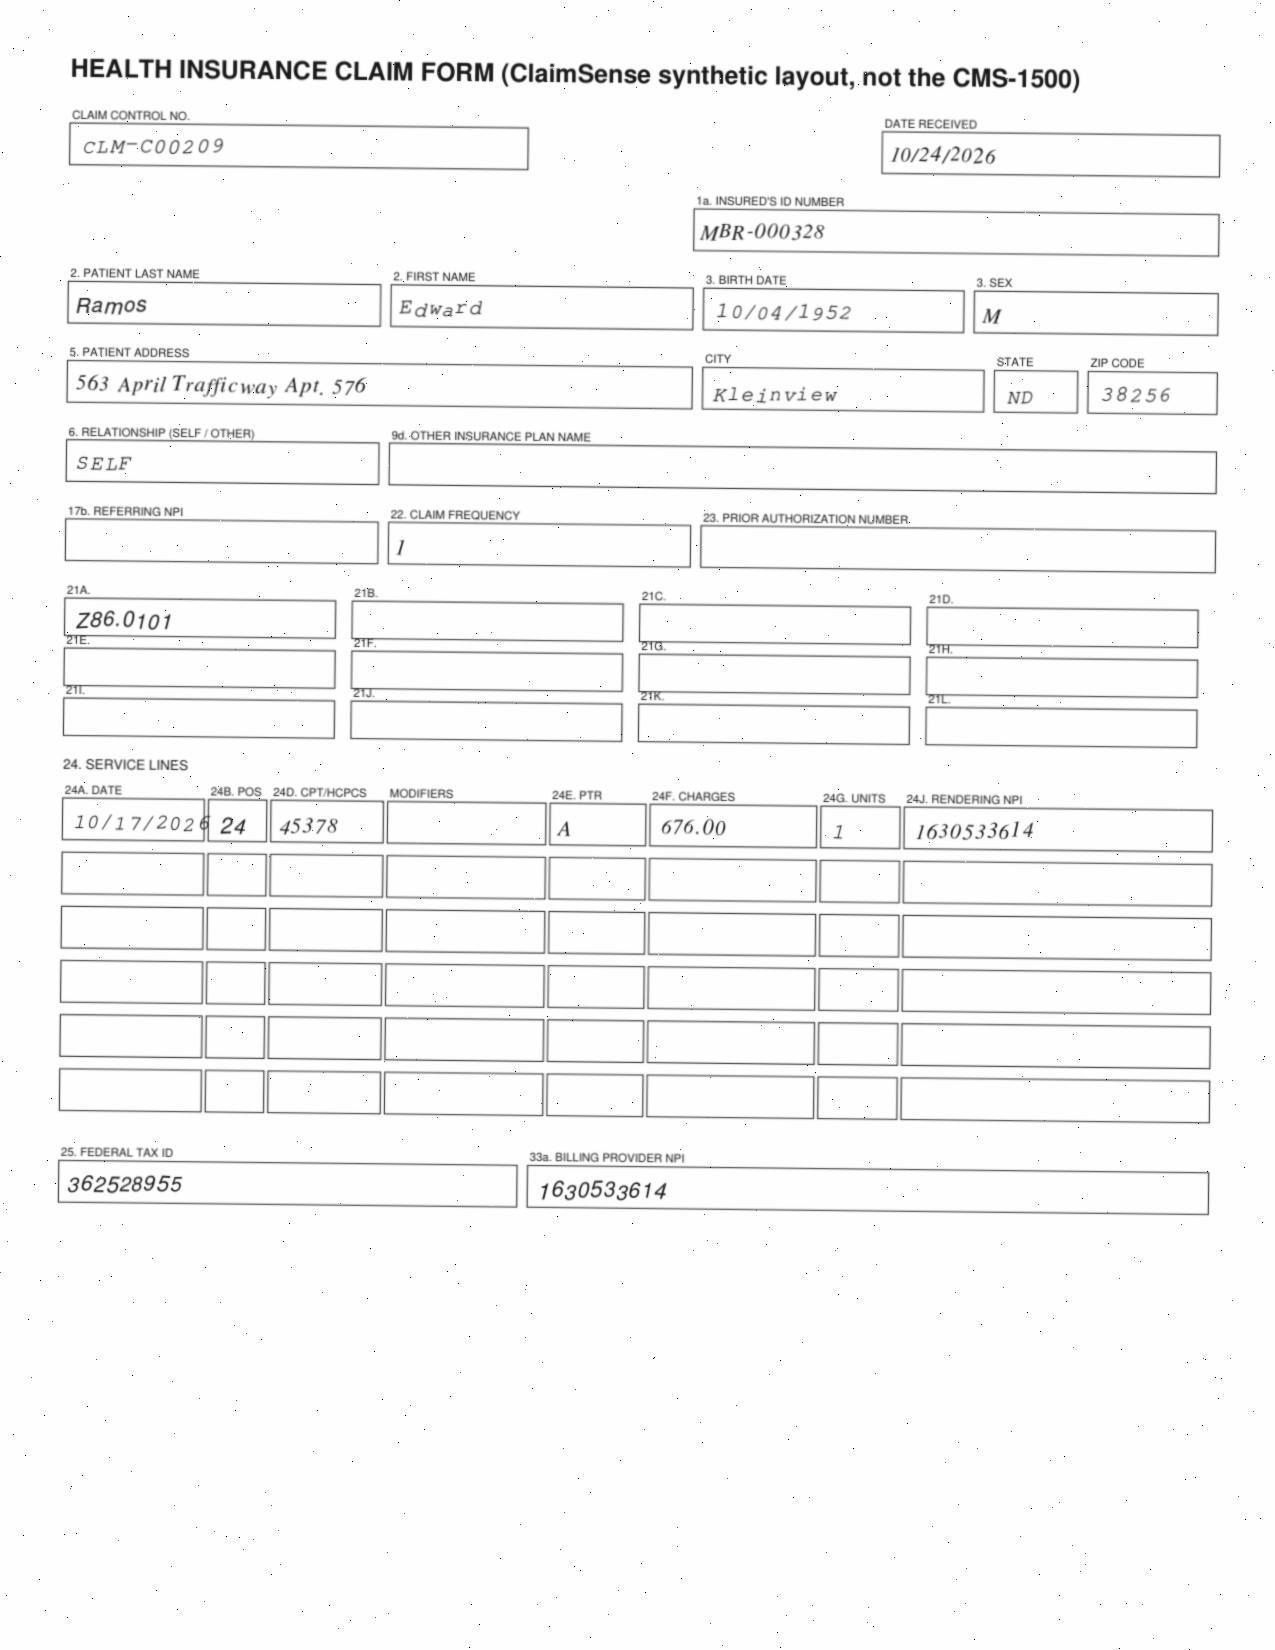 HEALTH INSURANCE CLAIM FORM (ClaimSense synthetic layout, not the CMS-1500)
CLAIM CONTROL NO.
CLM-C00209
DATE RECEIVED
10/24/2026
1a. INSURED'S ID NUMBER
MBR-000328
2. PATIENT LAST NAME
Ramos
2. FIRST NAME
Edward
3. BIRTH DATE
10/04/1952
3. SEX
M
5. PATIENT ADDRESS
563 April Trafficway Apt. 576
CITY
Kleinview
STATE
ND
ZIP CODE
38256
6. RELATIONSHIP (SELF / OTHER)
SELF
9d. OTHER INSURANCE PLAN NAME
17b. REFERRING NPI
22. CLAIM FREQUENCY
1
23. PRIOR AUTHORIZATION NUMBER
21A.
Z86.0101
21B.
21C.
21D.
21E.
21F.
21G.
21H.
21I.
21J.
21K.
21L.
24. SERVICE LINES
24A. DATE 24B. POS 24D. CPT/HCPCS MODIFIERS 24E. PTR 24F. CHARGES 24G. UNITS 24J. RENDERING NPI
10/17/2026 24 45378 A 676.00 1 1630533614
25. FEDERAL TAX ID
362528955
33a. BILLING PROVIDER NPI
1630533614